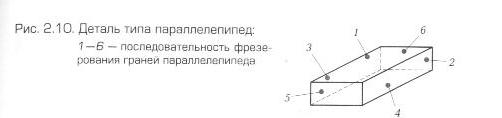 Рис. 2.10. Деталь типа параллелепипед:
1—6 — последовательность фрезе-
рования граней параллелепипеда
1
6
3
2
5
4